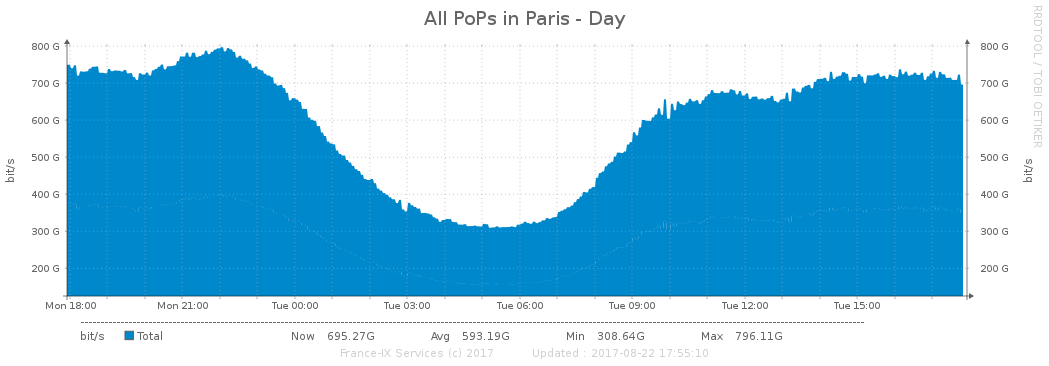 All PoPs in Paris - Day
RRDTOOL / TOBI OETIKER
bit/s
bit/s
800 G 800 G
700 G 700 G
600 G 600 G
500 G 500 G
400 G 400 G
300 G 300 G
200 G 200 G
Mon 18:00 Mon 21:00 Tue 00:00 Tue 03:00 Tue 06:00 Tue 09:00 Tue 12:00 Tue 15:00
bit/s Total Now 695.27G Avg 593.19G Min 308.64G Max 796.11G
France-IX Services (c) 2017 Updated : 2017-08-22 17:55:10